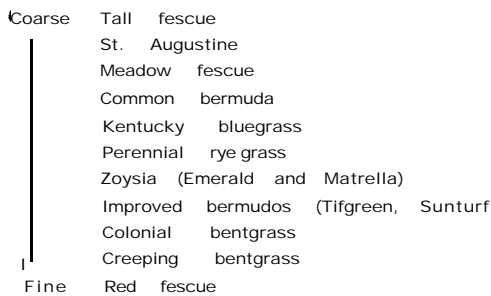 Coarse Tall fescue
St. Augustine
Meadow fescue
Common bermuda
Kentucky bluegrass
Perennial rye grass
Zoysia (Emerald and Matrella)
Improved bermudos (Tifgreen, Sunturf
Colonial bentgrass
Creeping bentgrass
Fine Red fescue